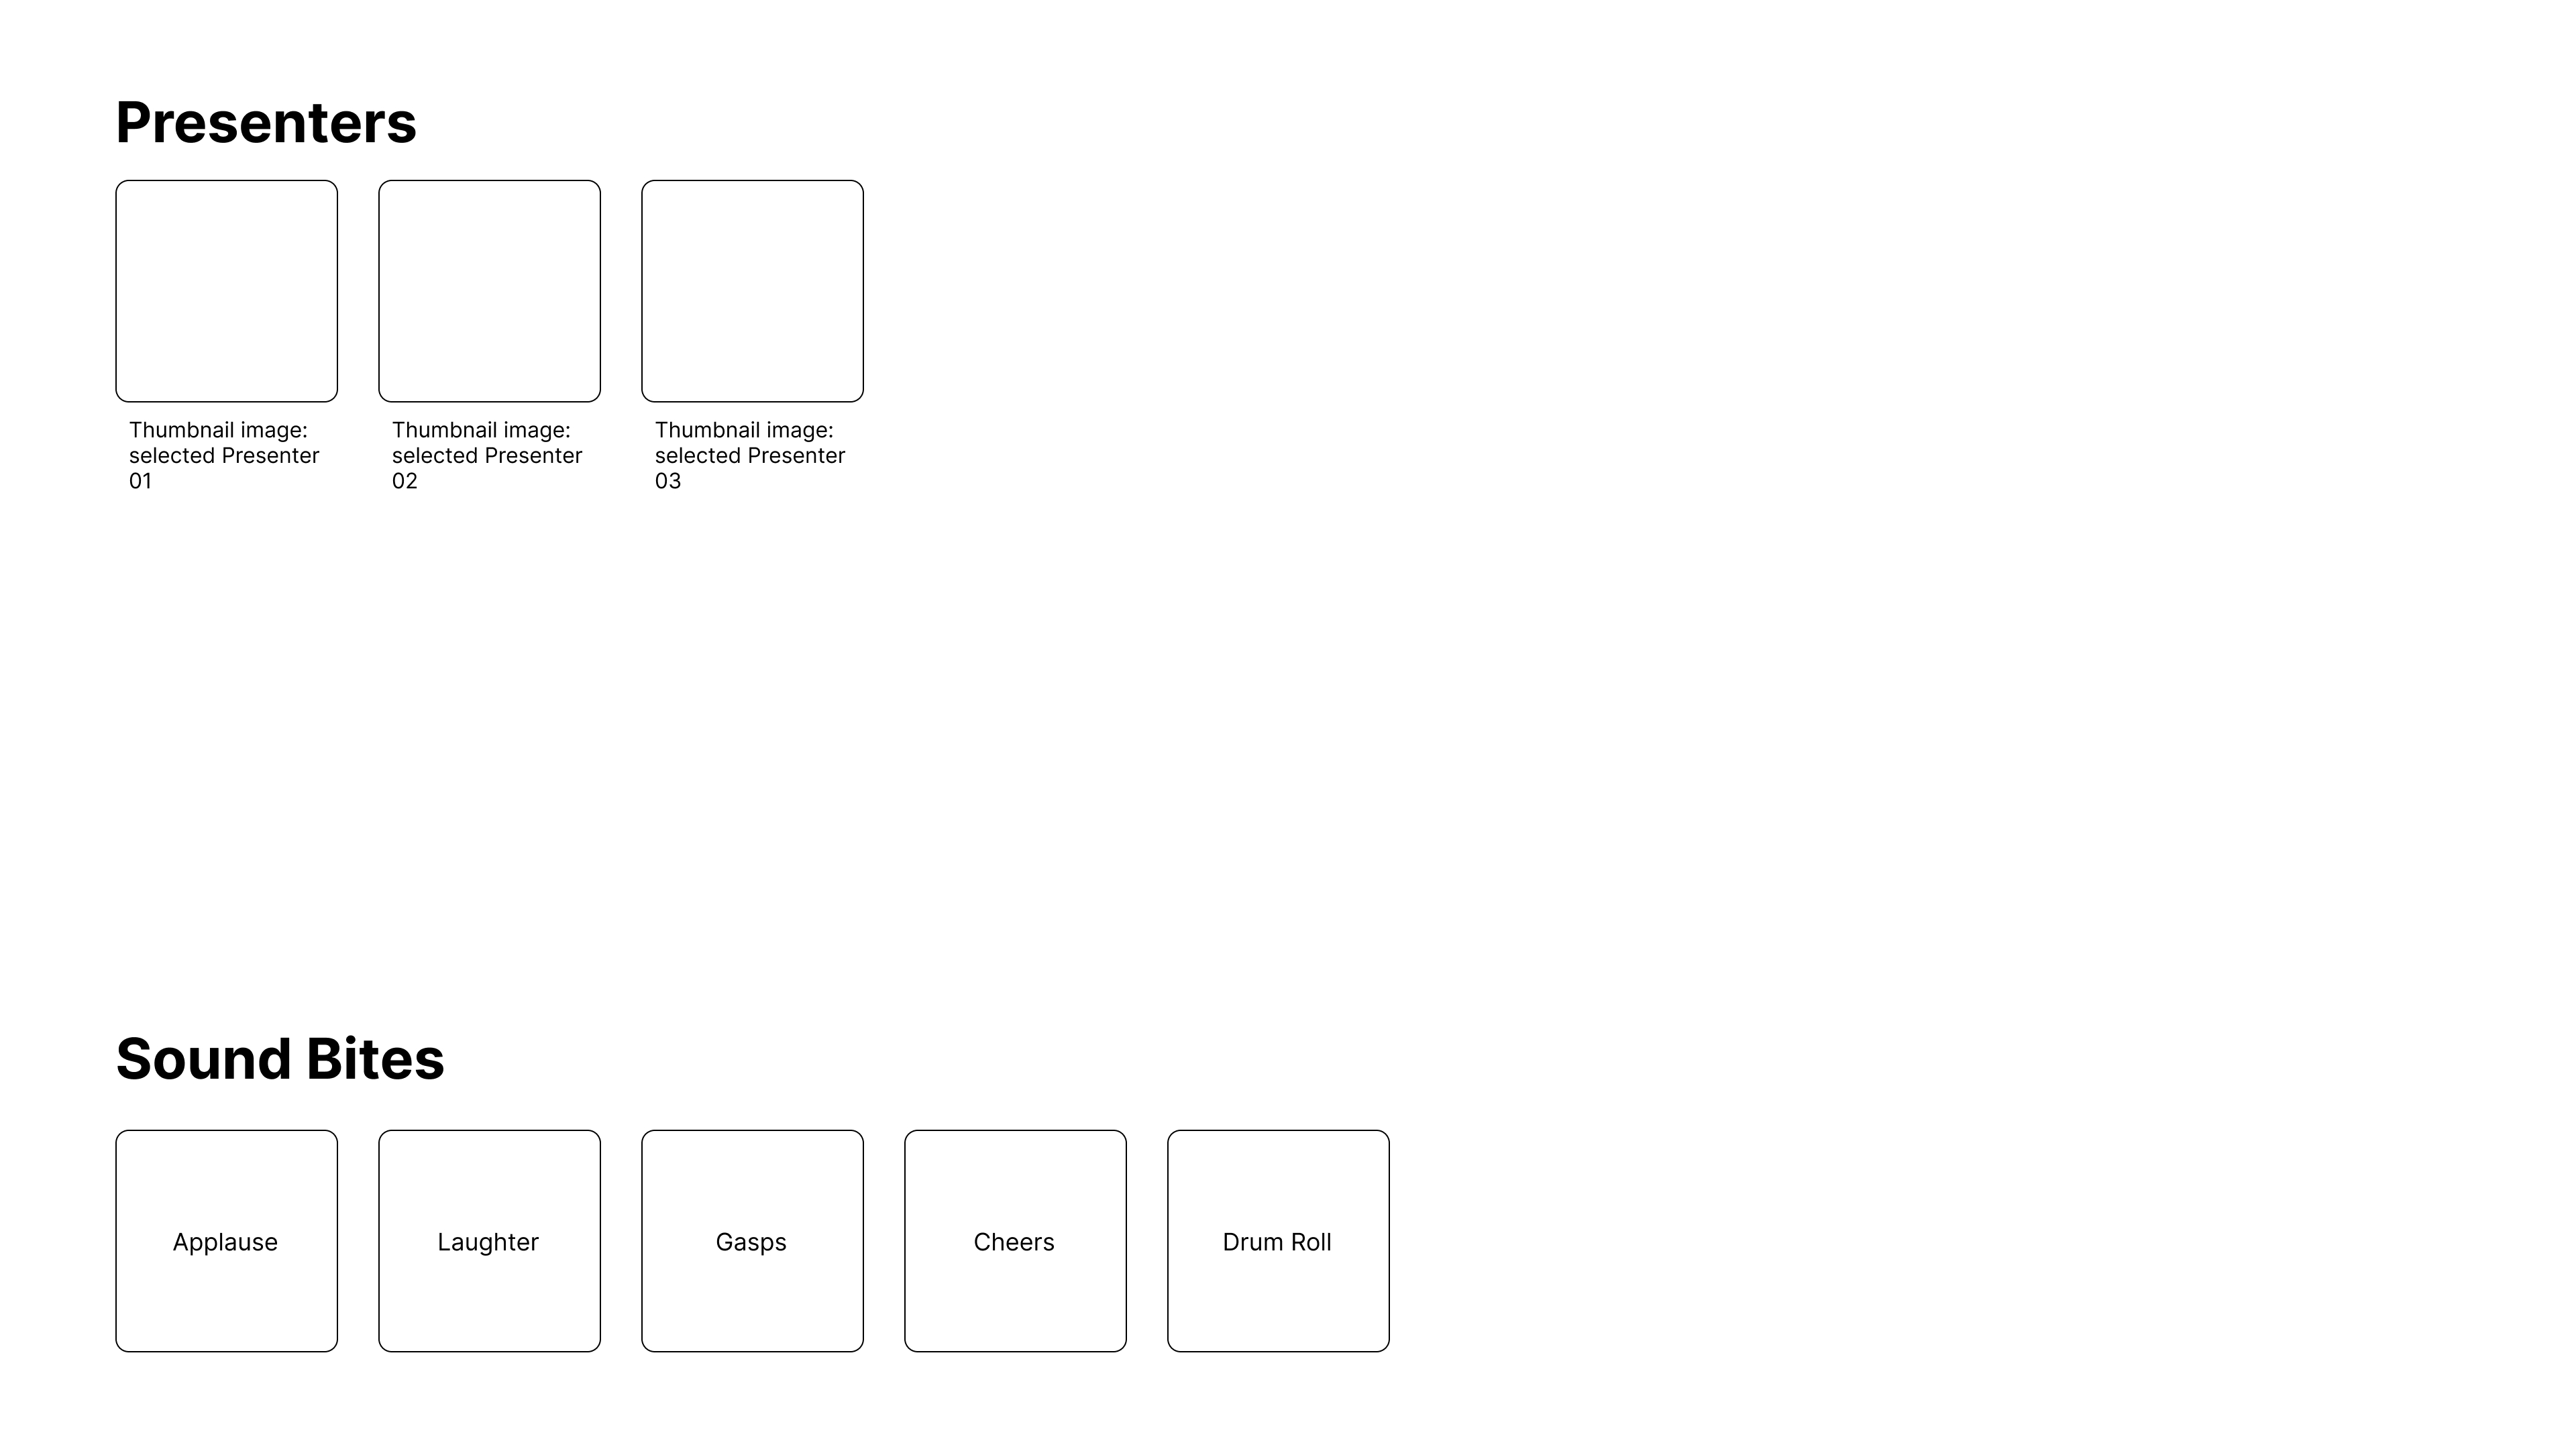 Presenters
Thumbnail image:
selected Presenter
01
Thumbnail image:
selected Presenter
02
Thumbnail image:
selected Presenter
03
Sound Bites
Applause
Laughter
Gasps
Cheers
Drum Roll